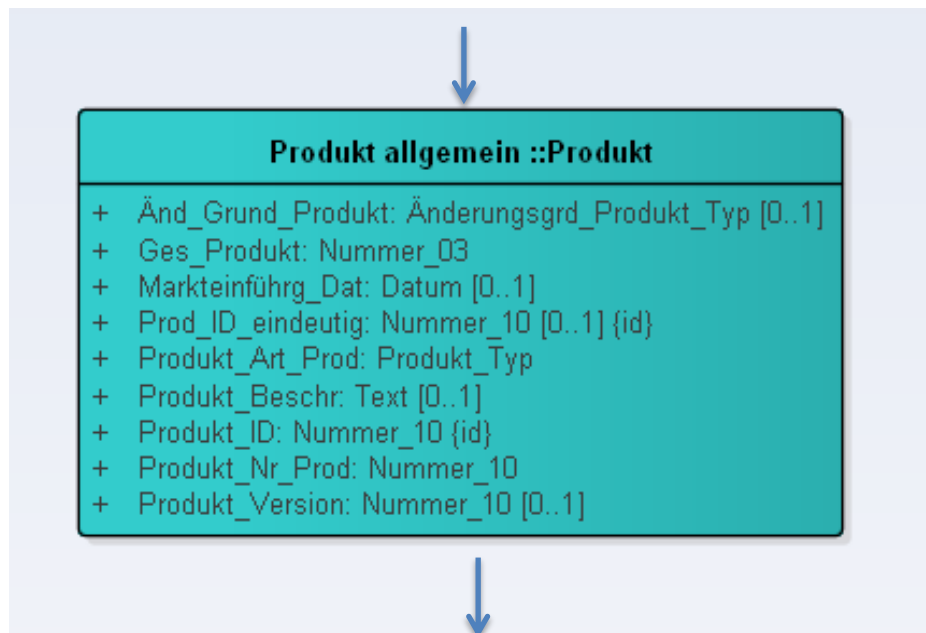 Produkt allgemein ::Produkt
+ Änd_Grund_Produkt: Änderungsgrd_Produkt_Typ [0..1]
+ Ges_Produkt: Nummer_03
+ Markteinführg_Dat: Datum [0..1]
+ Prod_ID_eindeutig: Nummer_10 [0..1] {id}
+ Produkt_Art_Prod: Produkt_Typ
+ Produkt_Beschr: Text [0..1]
+ Produkt_ID: Nummer_10 {id}
+ Produkt_Nr_Prod: Nummer_10
+ Produkt_Version: Nummer_10 [0..1]